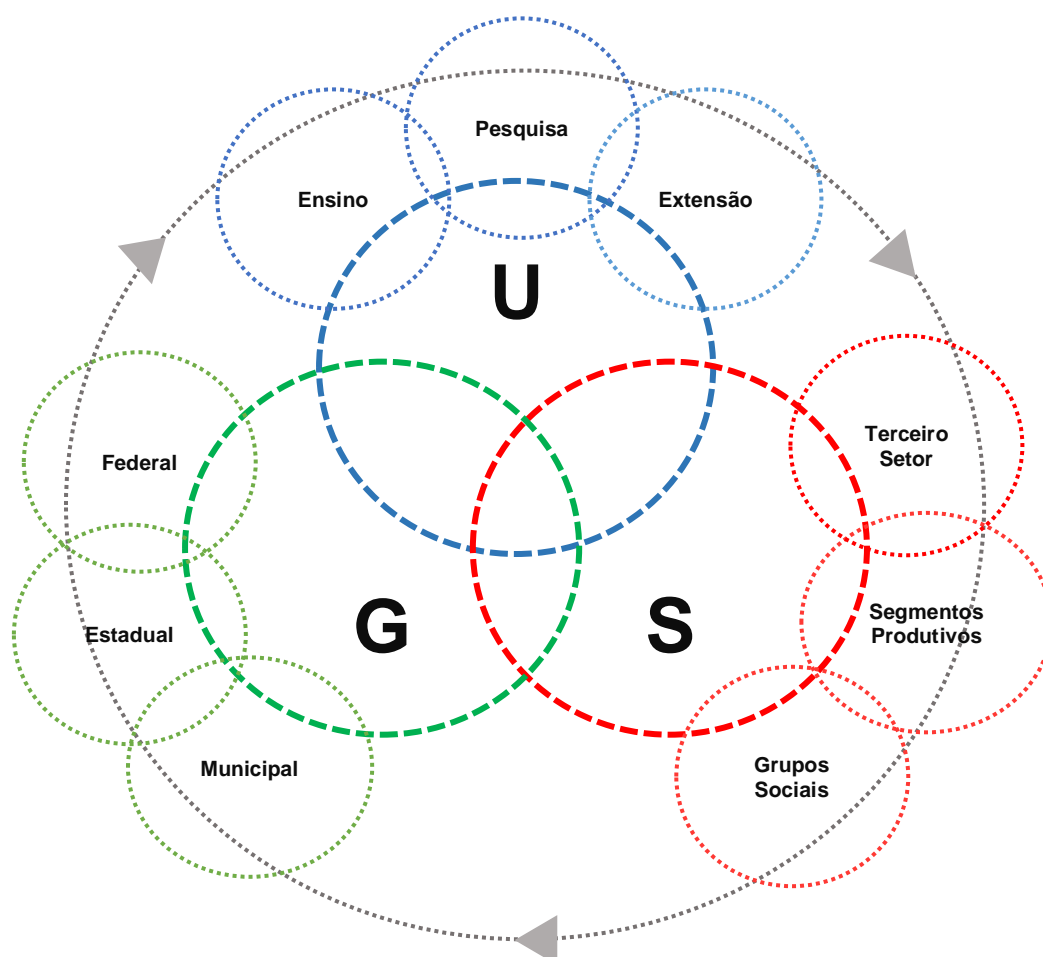 Pesquisa
Ensino
Extensão
U
Federal
Terceiro
Setor
Estadual
G
S
Segmentos
Produtivos
Municipal
Grupos
Sociais